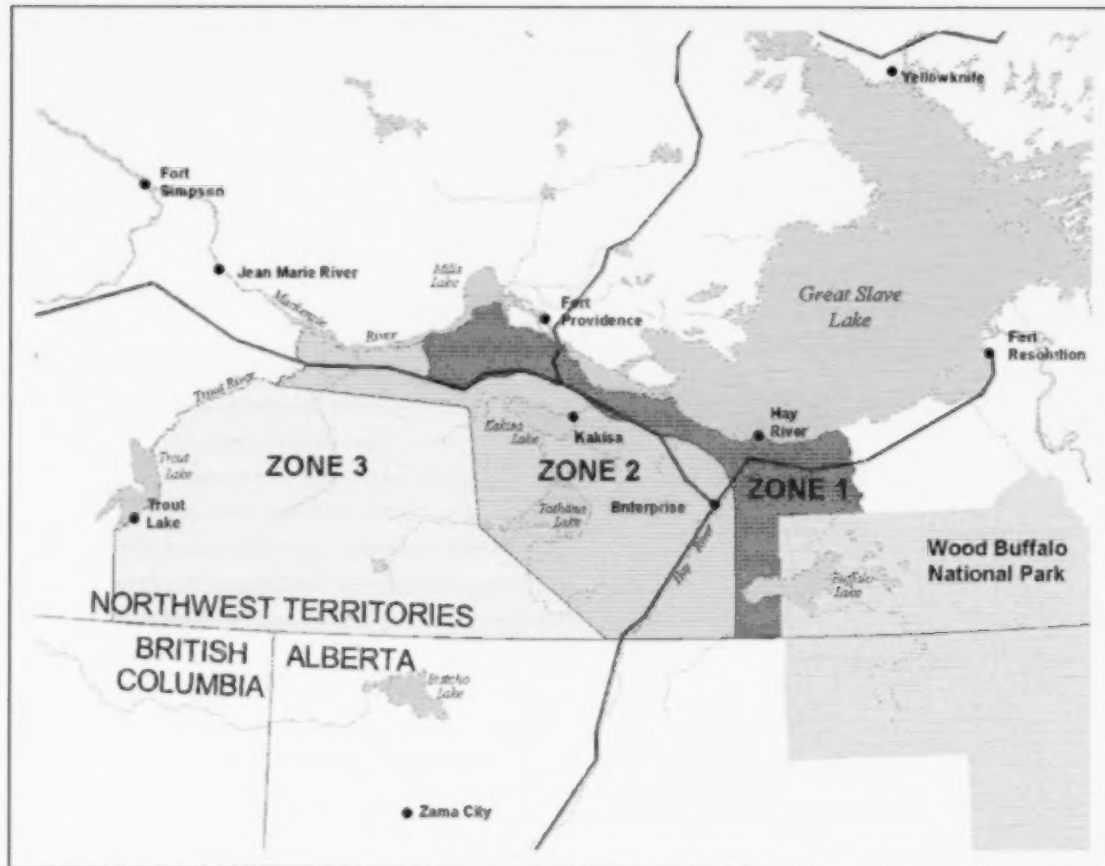 Yellowknife
Fort
Simpson
Jean Marie River
Mills
Lake
Mackenzie
River
Fort
Providence
Great Slave
Lake
Fort
Resolution
Trout River
Hay
River
Kakisa
Lake
Kakisa
Trout
Lake
ZONE 3
ZONE 2
ZONE 1
Trout
Lake
Tathlina
Lake
Enterprise
Hay River
Wood Buffalo
National Park
Buffalo
Lake
NORTHWEST TERRITORIES
BRITISH
COLUMBIA
ALBERTA
Bistcho
Lake
Zama City